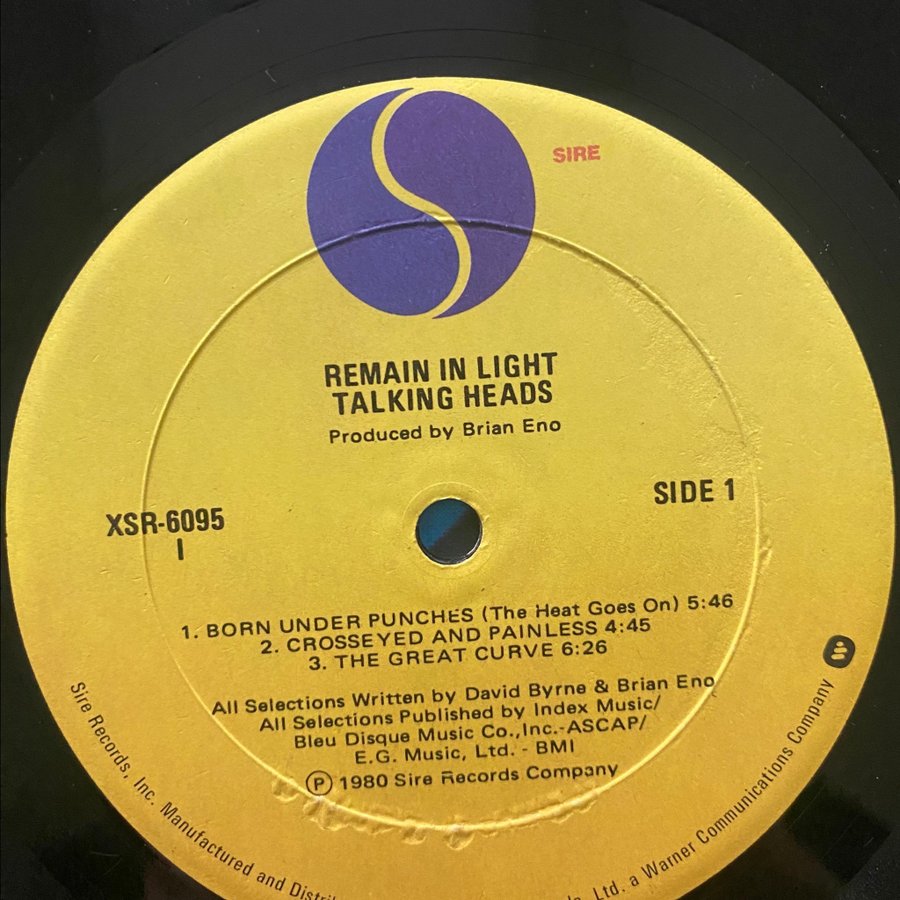 SIRE
REMAIN IN LIGHT
TALKING HEADS
Produced by Brian Eno
XSR-6095
I
SIDE 1
1. BORN UNDER PUNCHES (The Heat Goes On) 5:46
2. CROSSEYED AND PAINLESS 4:45
3. THE GREAT CURVE 6:26
All Selections Written by David Byrne & Brian Eno
All Selections Published by Index Music/
Bleu Disque Music Co.,Inc.-ASCAP/
E.G. Music, Ltd. - BMI
Ⓟ 1980 Sire Records Company
Sire Records, Inc. Manufactured and
Ltd. a Warner Communications Company